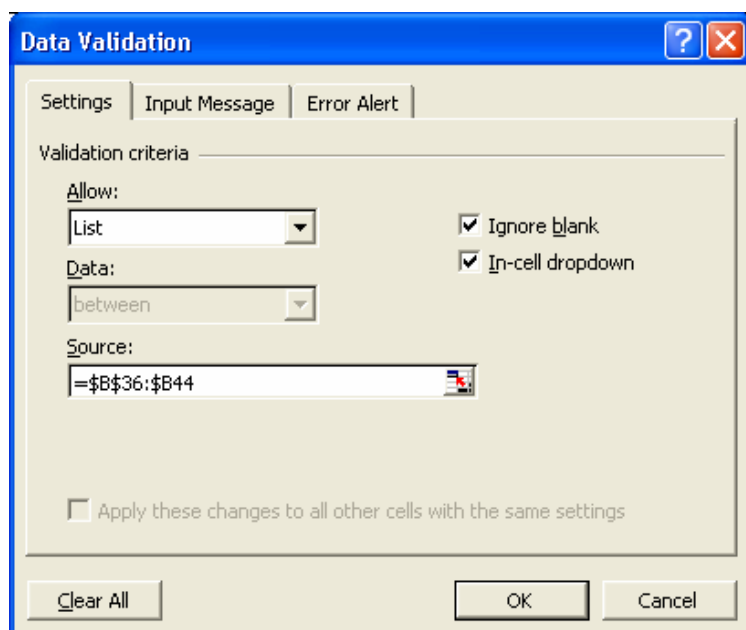 Data Validation
Settings Input Message Error Alert
Validation criteria
Allow:
List
Ignore blank
Data:
In-cell dropdown
between
Source:
=$B$36:$B44
Apply these changes to all other cells with the same settings
Clear All OK Cancel